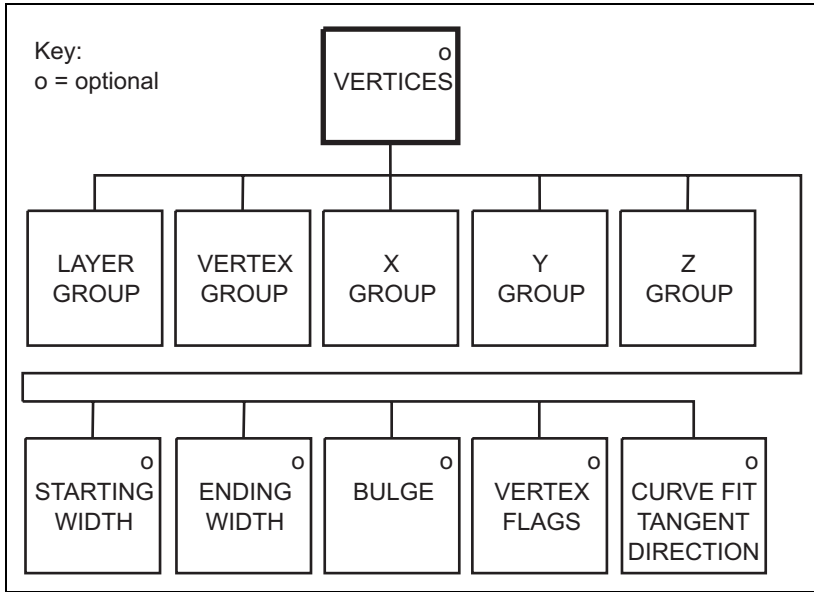 Key:
o = optional
o
VERTICES
LAYER
GROUP
VERTEX
GROUP
X
GROUP
Y
GROUP
Z
GROUP
o
STARTING
WIDTH
o
ENDING
WIDTH
o
BULGE
o
VERTEX
FLAGS
o
CURVE FIT
TANGENT
DIRECTION